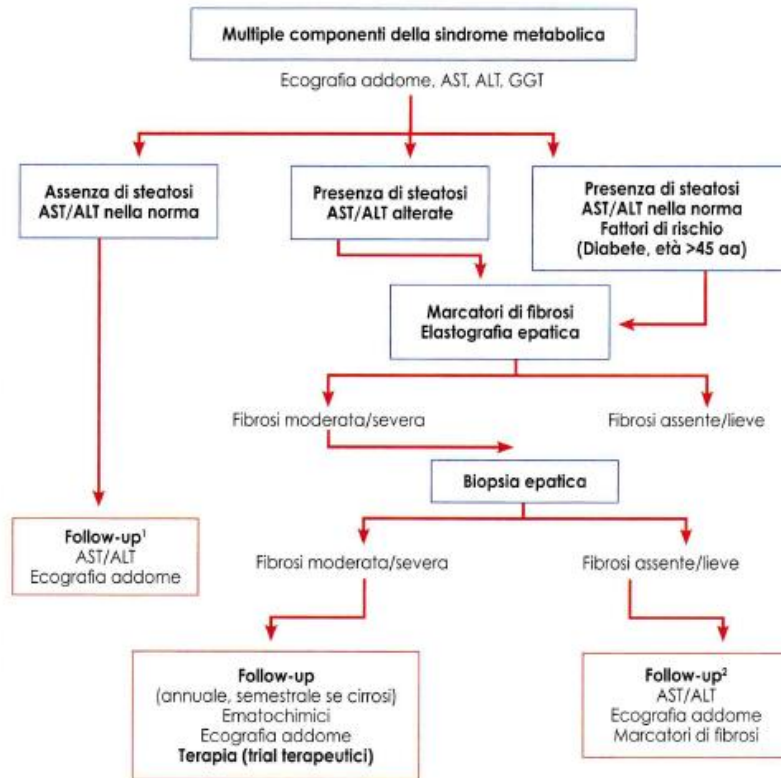 Multiple componenti della sindrome metabolica
Ecografia addome, AST, ALT, GGT
Assenza di steatosi
AST/ALT nella norma
Presenza di steatosi
AST/ALT alterate
Presenza di steatosi
AST/ALT nella norma
Fattori di rischio
(Diabete, età >45 aa)
Marcatori di fibrosi
Elastografia epatica
Fibrosi moderata/severa
Fibrosi assente/lieve
Biopsia epatica
Follow-up¹
AST/ALT
Ecografia addome
Fibrosi moderata/severa
Fibrosi assente/lieve
Follow-up
(annuale, semestrale se cirrosi)
Ematochimici
Ecografia addome
Terapia (trial terapeutici)
Follow-up²
AST/ALT
Ecografia addome
Marcatori di fibrosi